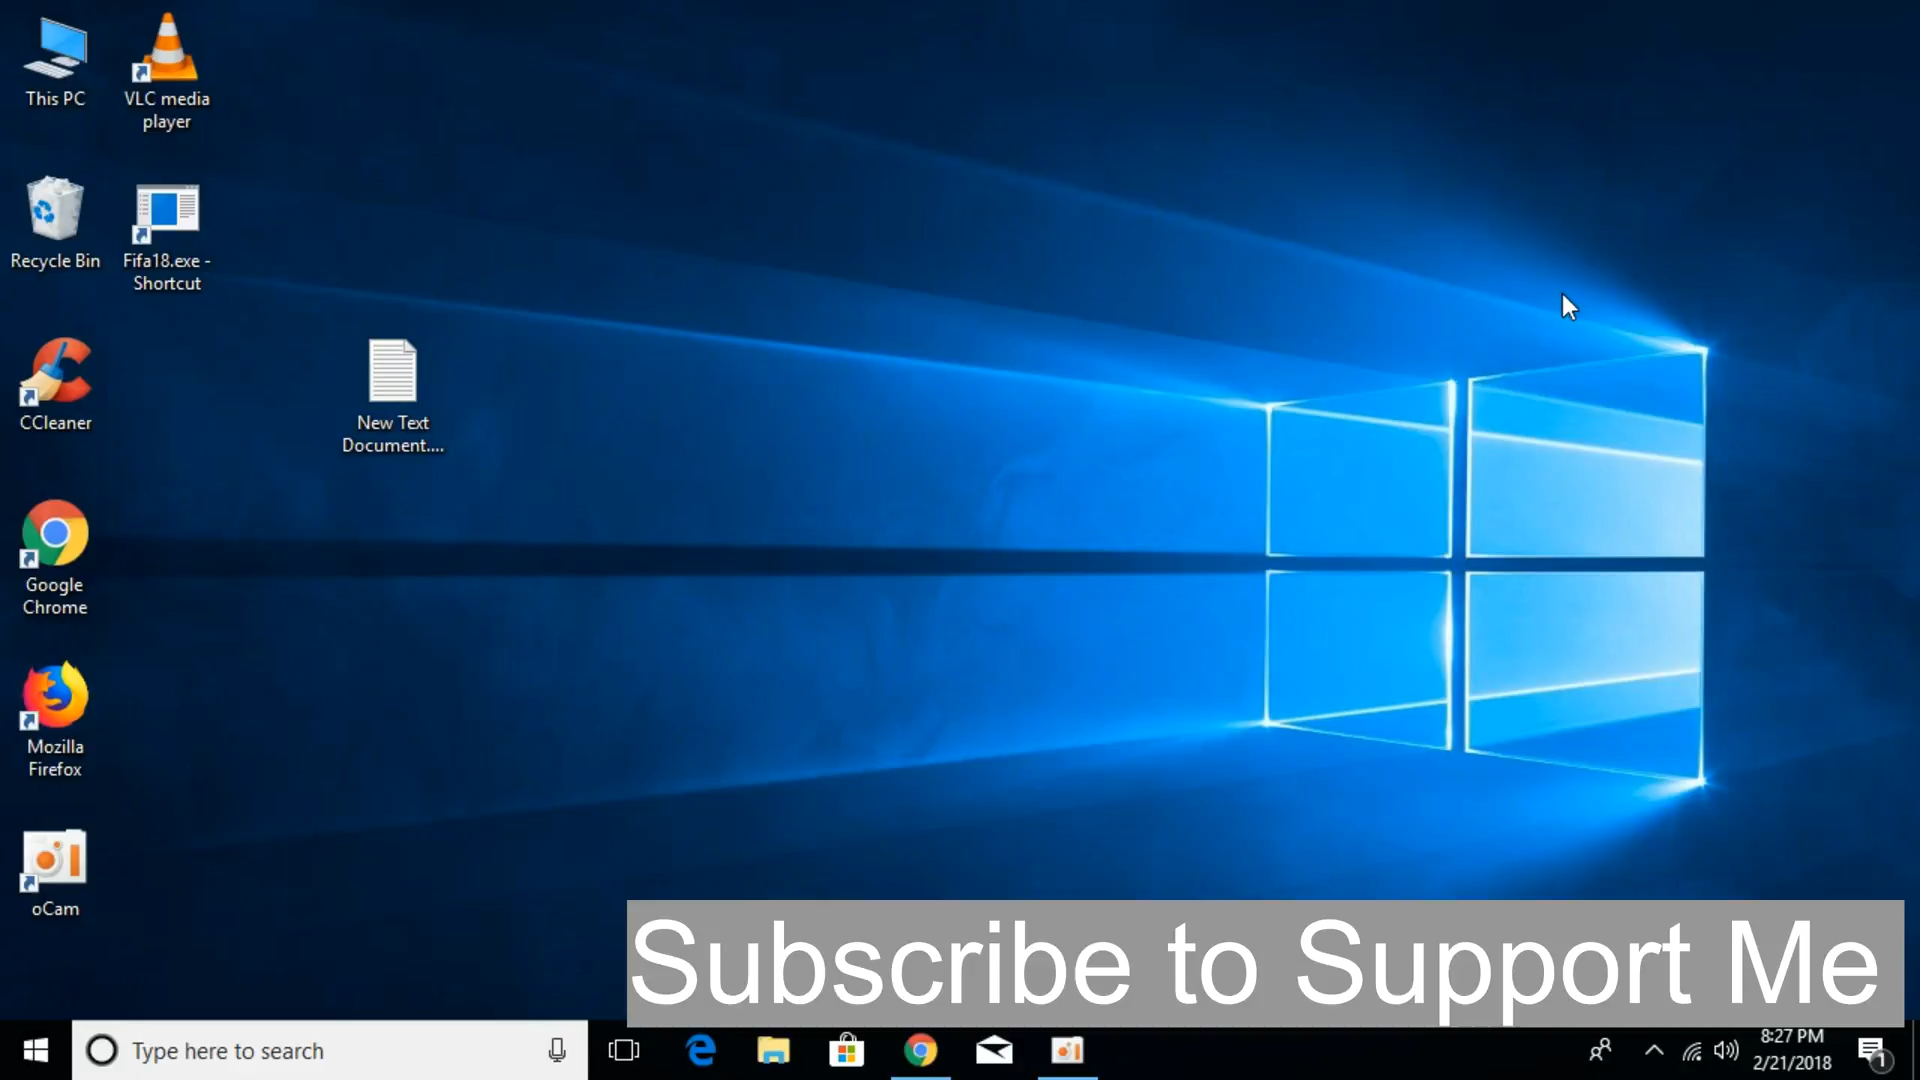 This PC
VLC media
player
Recycle Bin
Fifa18.exe -
Shortcut
CCleaner
New Text
Document....
Google
Chrome
Mozilla
Firefox
oCam
Subscribe to Support Me
Type here to search
8:27 PM
2/21/2018
1